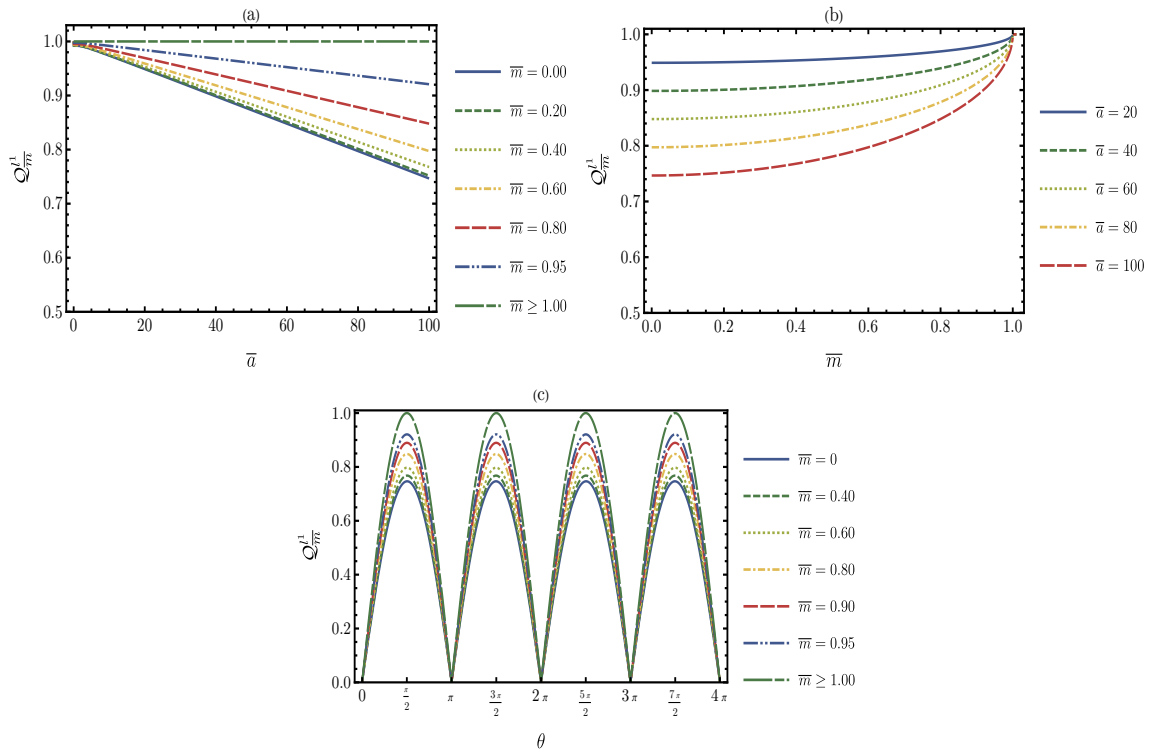 (a)
1.0
0.9
0.8
0.7
0.6
0.5
0 20 40 60 80 100
a̅
𝒬 l¹ m̅
m̅ = 0.00
m̅ = 0.20
m̅ = 0.40
m̅ = 0.60
m̅ = 0.80
m̅ = 0.95
m̅ ≥ 1.00
(b)
1.0
0.9
0.8
0.7
0.6
0.5
0.0 0.2 0.4 0.6 0.8 1.0
m̅
𝒬 l¹ m̅
a̅ = 20
a̅ = 40
a̅ = 60
a̅ = 80
a̅ = 100
(c)
1.0
0.8
0.6
0.4
0.2
0.0
0 π/2 π 3π/2 2π 5π/2 3π 7π/2 4π
θ
𝒬 l¹ m̅
m̅ = 0
m̅ = 0.40
m̅ = 0.60
m̅ = 0.80
m̅ = 0.90
m̅ = 0.95
m̅ ≥ 1.00